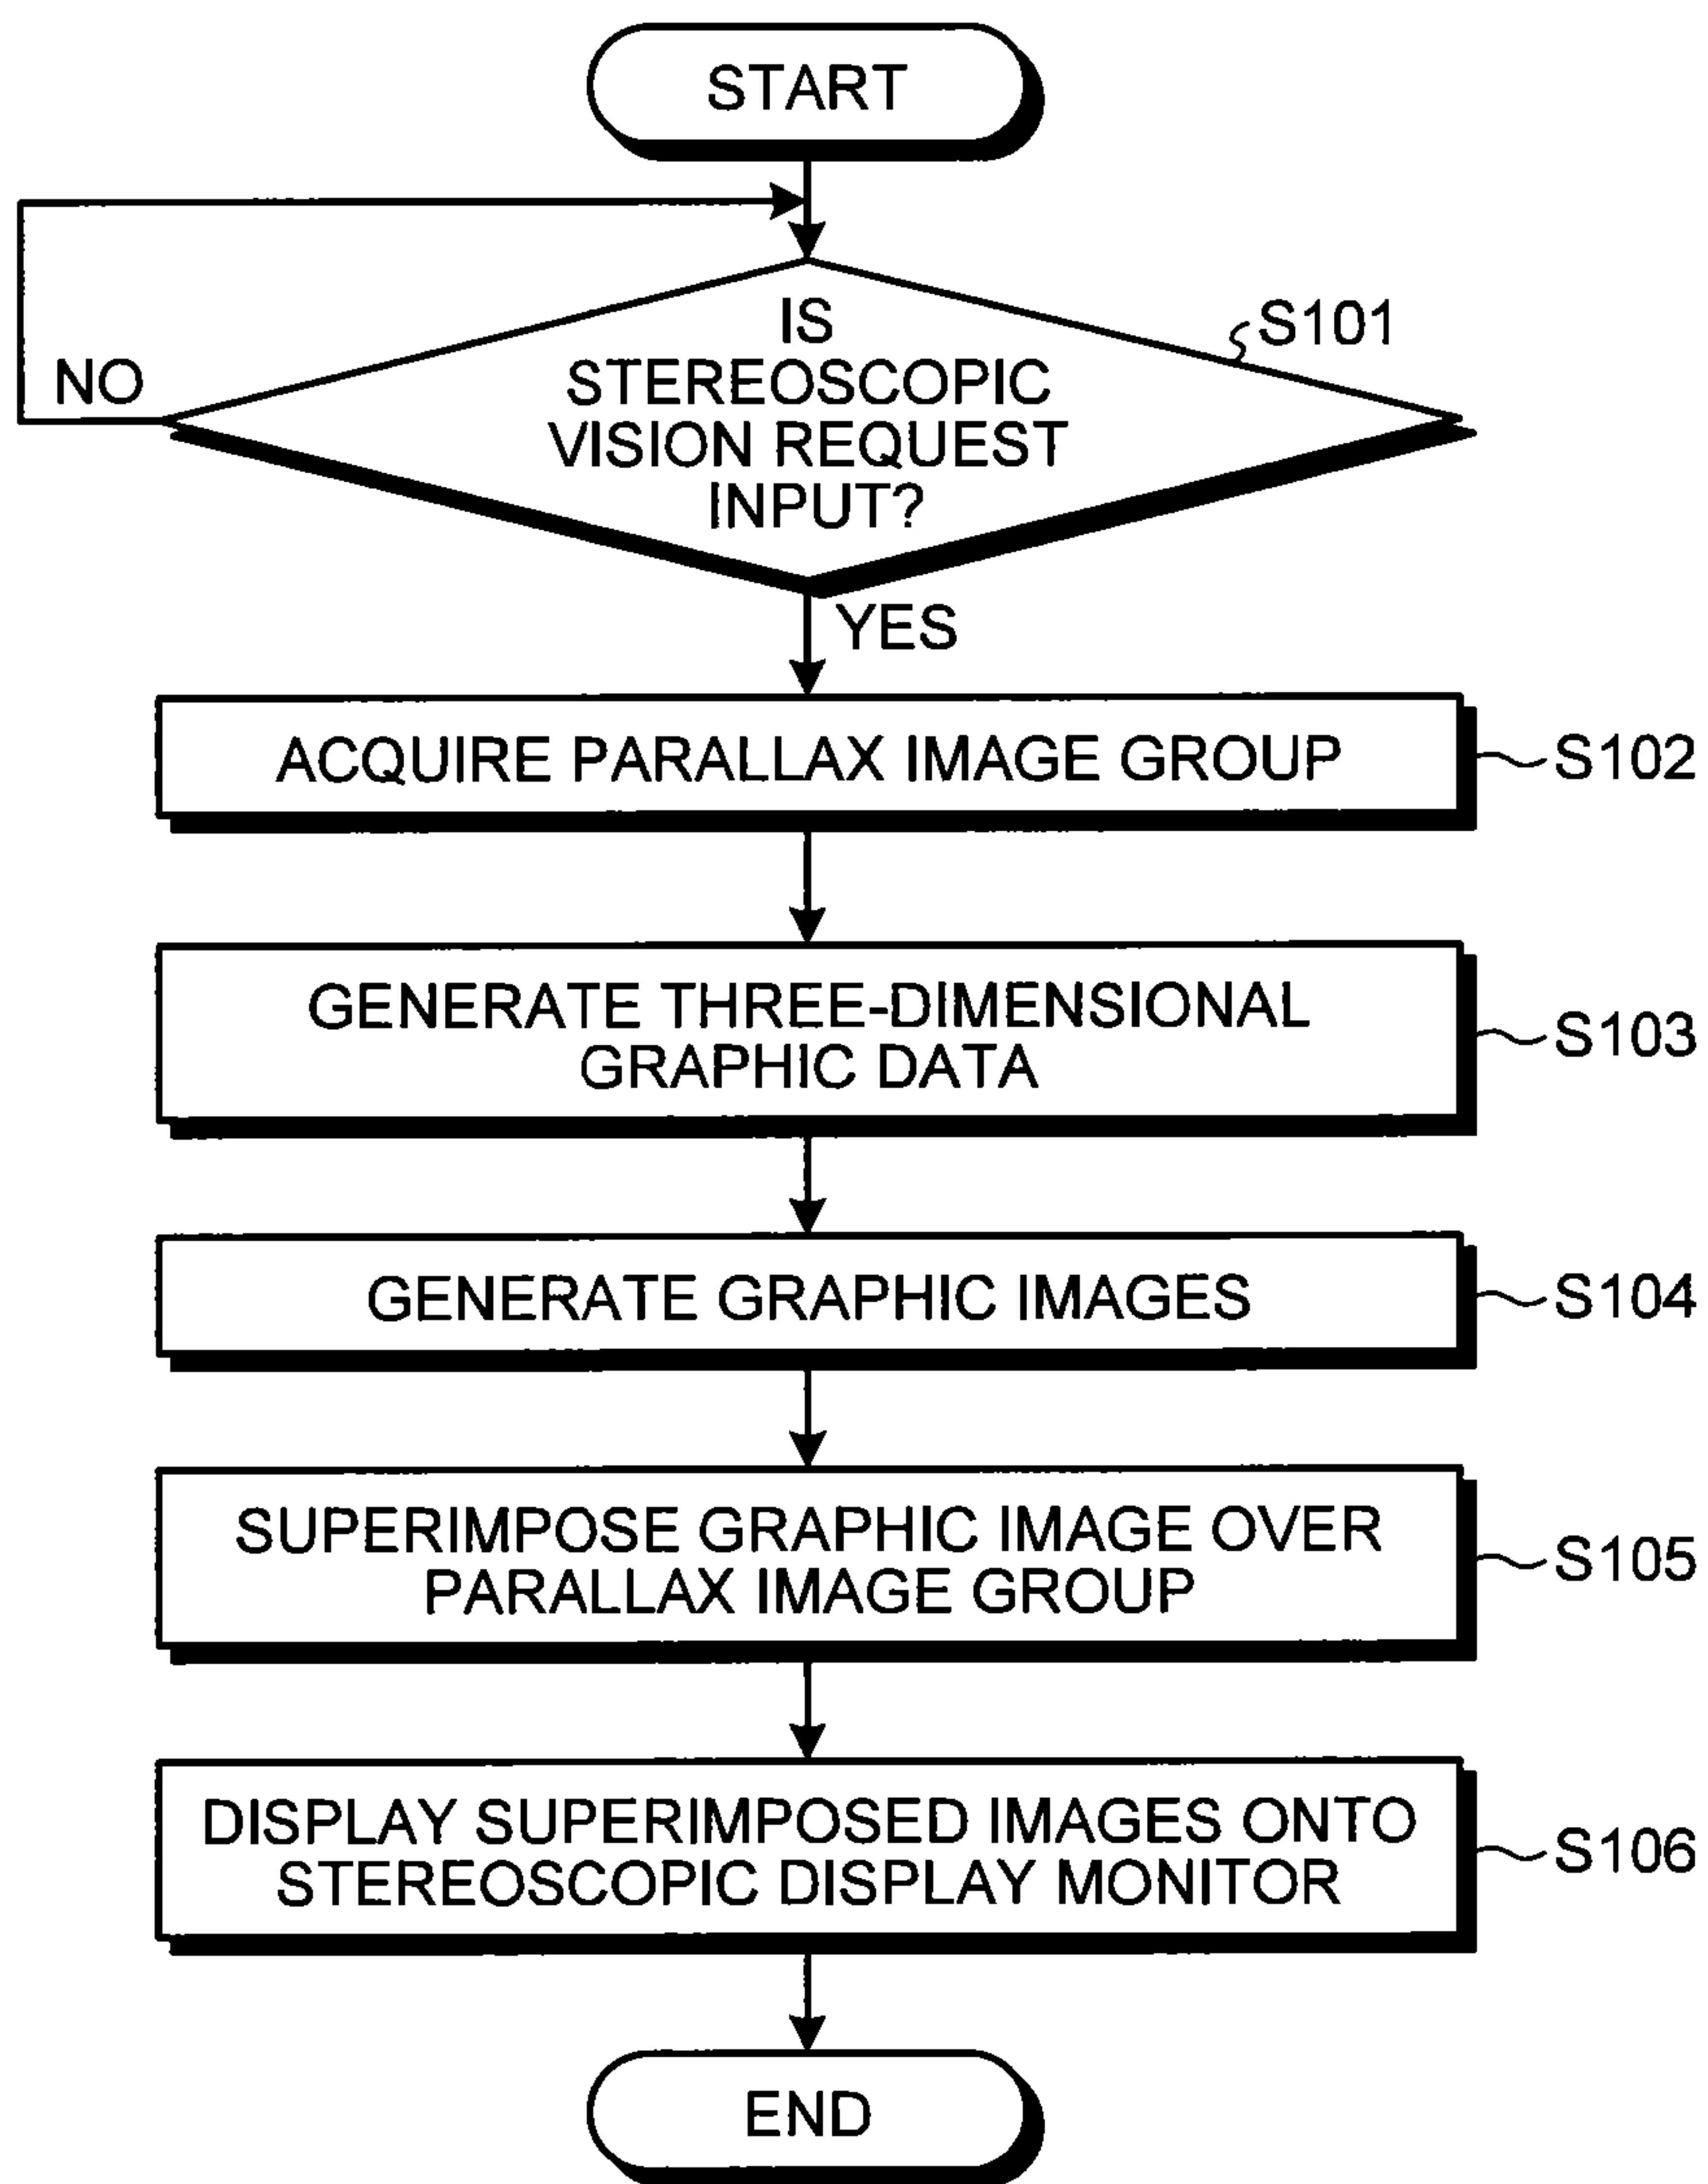 START
IS
STEREOSCOPIC
VISION REQUEST
INPUT?
S101
NO
YES
ACQUIRE PARALLAX IMAGE GROUP
S102
GENERATE THREE-DIMENSIONAL
GRAPHIC DATA
S103
GENERATE GRAPHIC IMAGES
S104
SUPERIMPOSE GRAPHIC IMAGE OVER
PARALLAX IMAGE GROUP
S105
DISPLAY SUPERIMPOSED IMAGES ONTO
STEREOSCOPIC DISPLAY MONITOR
S106
END